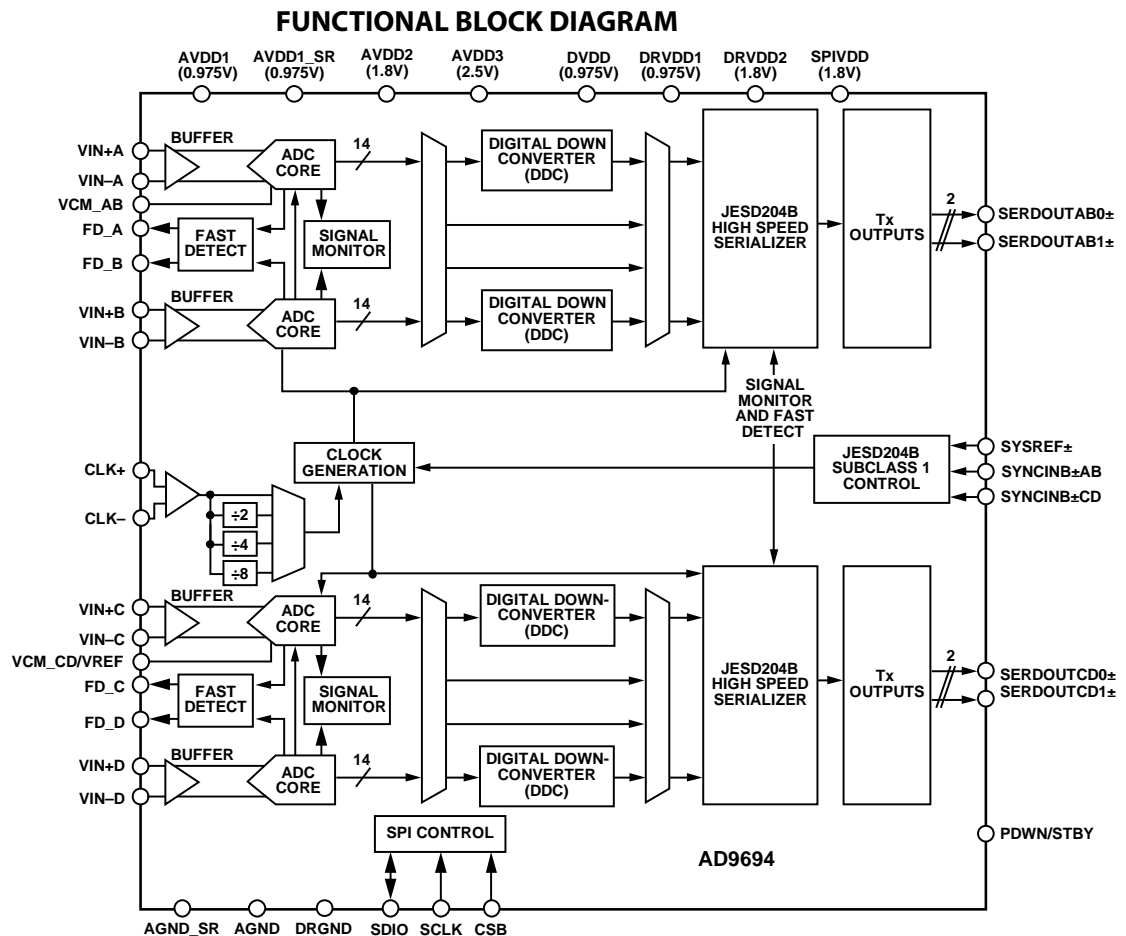 FUNCTIONAL BLOCK DIAGRAM
AVDD1
(0.975V)
AVDD1_SR
(0.975V)
AVDD2
(1.8V)
AVDD3
(2.5V)
DVDD
(0.975V)
DRVDD1
(0.975V)
DRVDD2
(1.8V)
SPIVDD
(1.8V)
BUFFER
VIN+A
VIN–A
VCM_AB
FD_A
FD_B
ADC
CORE
14
FAST
DETECT
SIGNAL
MONITOR
BUFFER
VIN+B
VIN–B
ADC
CORE
14
DIGITAL DOWN
CONVERTER
(DDC)
DIGITAL DOWN
CONVERTER
(DDC)
JESD204B
HIGH SPEED
SERIALIZER
Tx
OUTPUTS
2
SERDOUTAB0±
SERDOUTAB1±
SIGNAL
MONITOR
AND FAST
DETECT
CLK+
CLK–
÷2
÷4
÷8
CLOCK
GENERATION
JESD204B
SUBCLASS 1
CONTROL
SYSREF±
SYNCINB±AB
SYNCINB±CD
BUFFER
VIN+C
VIN–C
VCM_CD/VREF
FD_C
FD_D
ADC
CORE
14
FAST
DETECT
SIGNAL
MONITOR
BUFFER
VIN+D
VIN–D
ADC
CORE
14
DIGITAL DOWN-
CONVERTER
(DDC)
DIGITAL DOWN-
CONVERTER
(DDC)
JESD204B
HIGH SPEED
SERIALIZER
Tx
OUTPUTS
2
SERDOUTCD0±
SERDOUTCD1±
SPI CONTROL
PDWN/STBY
AD9694
AGND_SR
AGND
DRGND
SDIO
SCLK
CSB